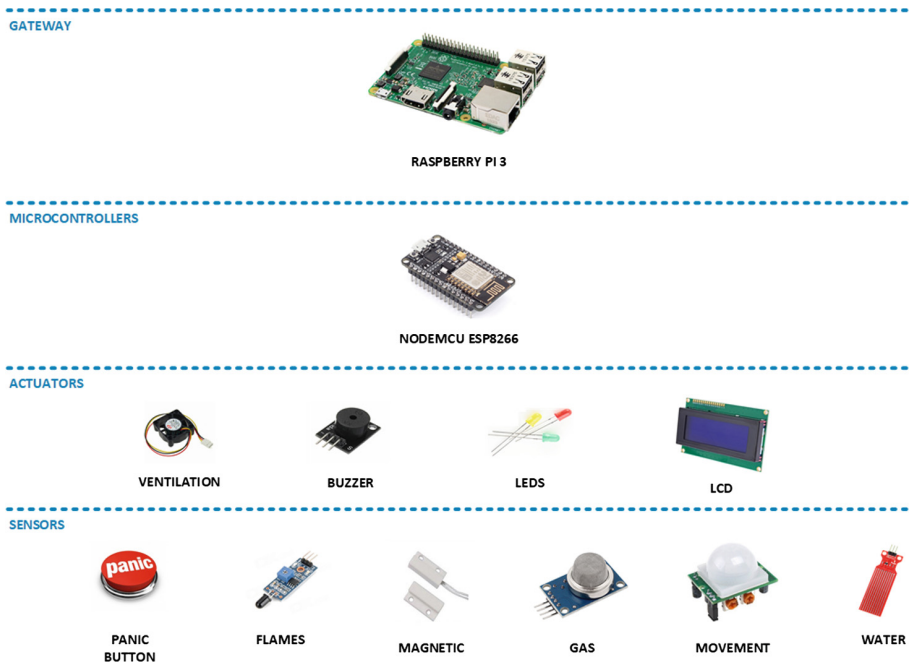 GATEWAY
RASPBERRY PI 3
MICROCONTROLLERS
NODEMCU ESP8266
ACTUATORS
VENTILATION
BUZZER
LEDS
LCD
SENSORS
panic
PANIC
BUTTON
FLAMES
MAGNETIC
GAS
MOVEMENT
WATER